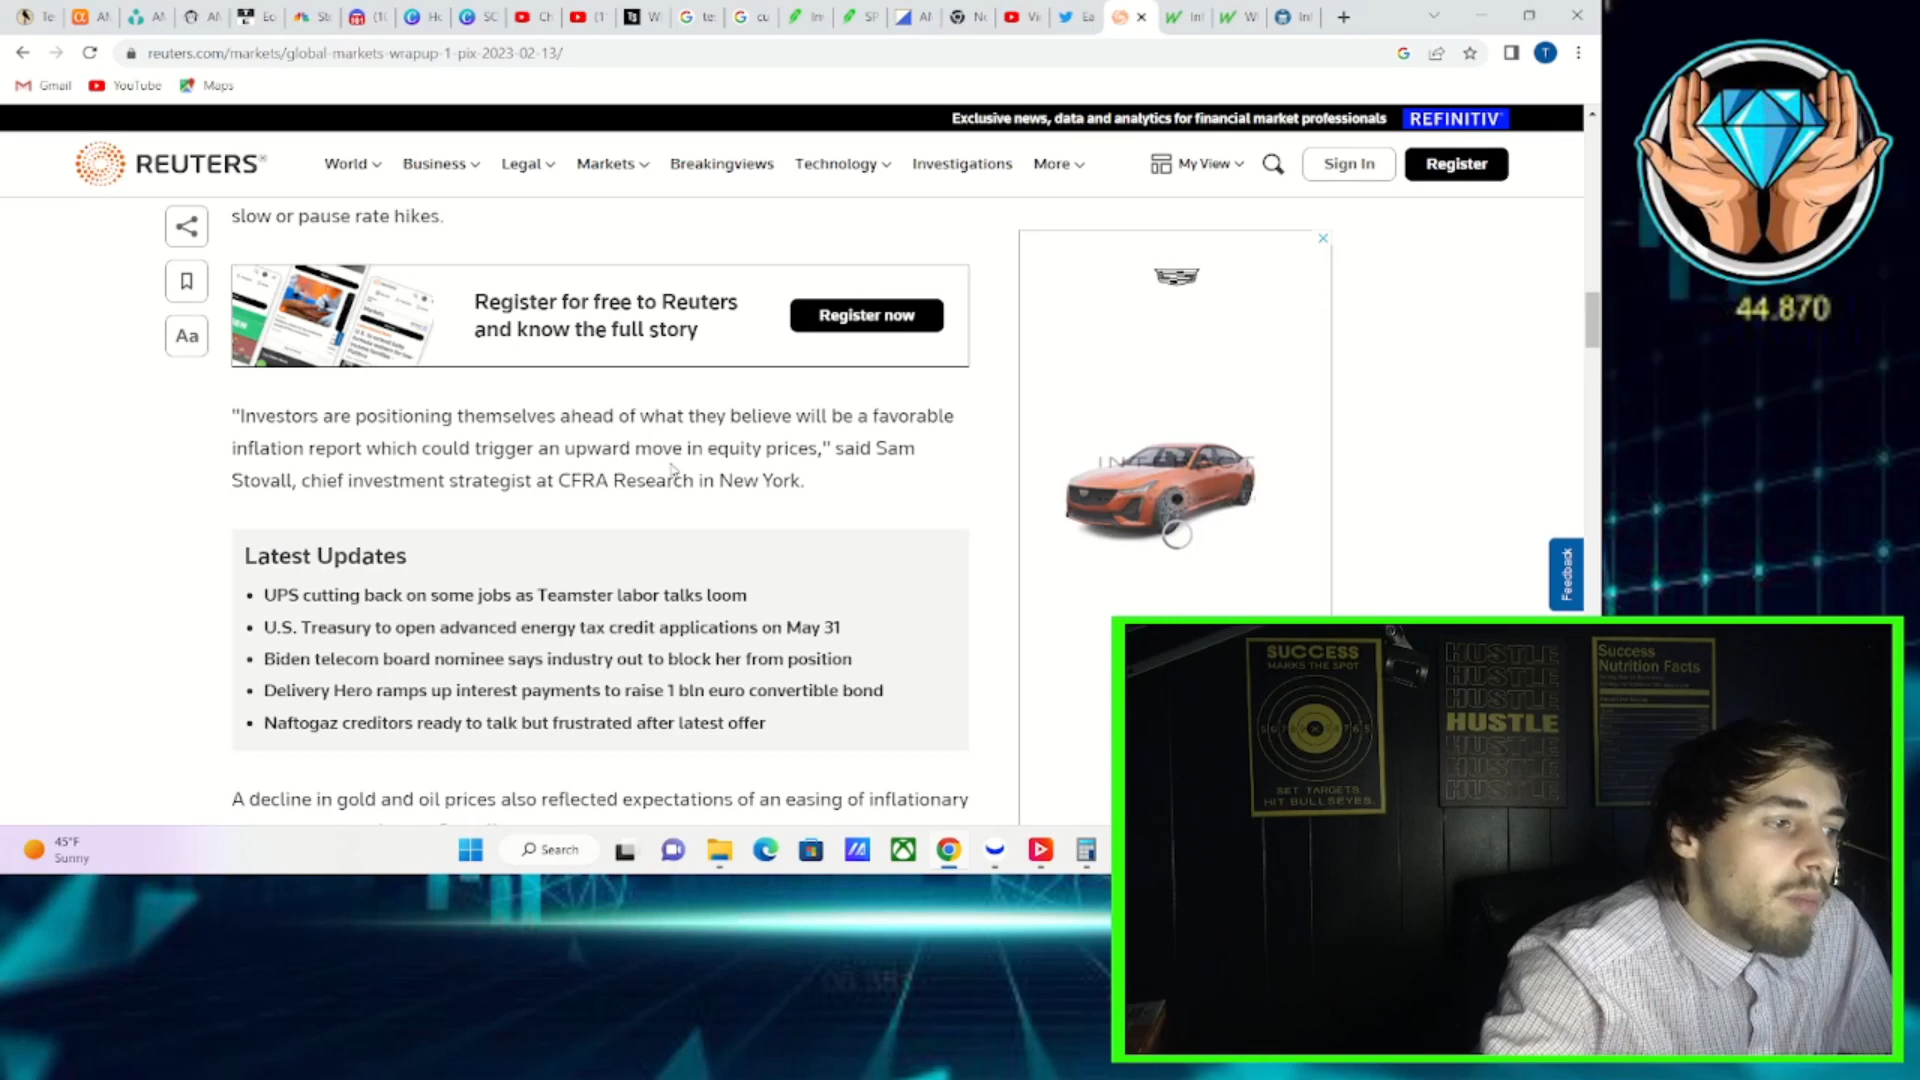 reuters.com/markets/global-markets-wrapup-1-pix-2023-02-13/
T
Gmail
YouTube
Maps
Exclusive news, data and analytics for financial market professionals
REFINITIV
REUTERS
World
Business
Legal
Markets
Breakingviews
Technology
Investigations
More
My View
Sign In
Register
slow or pause rate hikes.
Register for free to Reuters
and know the full story
Register now
Aa
"Investors are positioning themselves ahead of what they believe will be a favorable
inflation report which could trigger an upward move in equity prices," said Sam
Stovall, chief investment strategist at CFRA Research in New York.
Latest Updates
UPS cutting back on some jobs as Teamster labor talks loom
U.S. Treasury to open advanced energy tax credit applications on May 31
Biden telecom board nominee says industry out to block her from position
Delivery Hero ramps up interest payments to raise 1 bln euro convertible bond
Naftogaz creditors ready to talk but frustrated after latest offer
A decline in gold and oil prices also reflected expectations of an easing of inflationary
Feedback
44.870
45°F
Sunny
Search
SUCCESS
MARKS THE SPOT
SET TARGETS.
HIT BULLSEYES.
HUSTLE
HUSTLE
HUSTLE
HUSTLE
HUSTLE
HUSTLE
HUSTLE
Success
Nutrition Facts